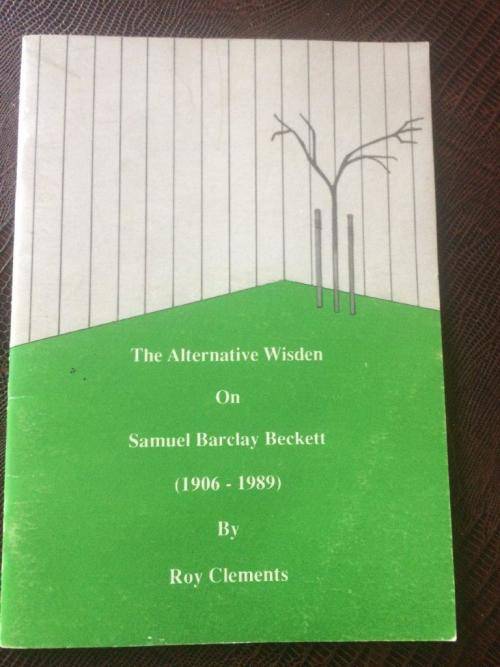 The Alternative Wisden
On
Samuel Barclay Beckett
(1906 - 1989)
By
Roy Clements